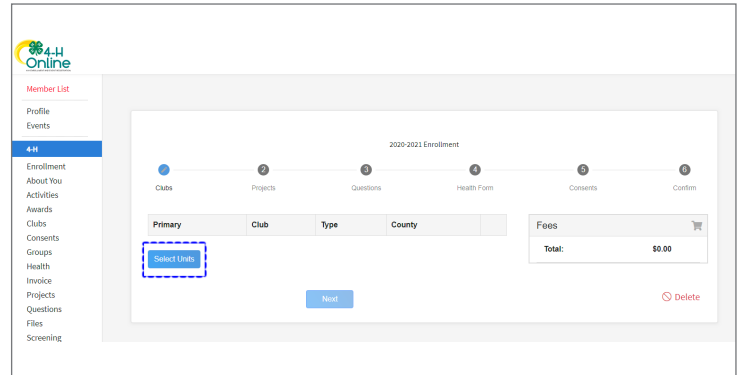 4-H
Online
Member List
Profile
Events
4-H
Enrollment
About You
Activities
Awards
Clubs
Consents
Groups
Health
Invoice
Projects
Questions
Files
Screening
2020-2021 Enrollment
2 3 4 5 6
Clubs Projects Questions Health Form Consents Confirm
Primary Club Type County
Select Units
Next
Fees
Total: $0.00
Delete